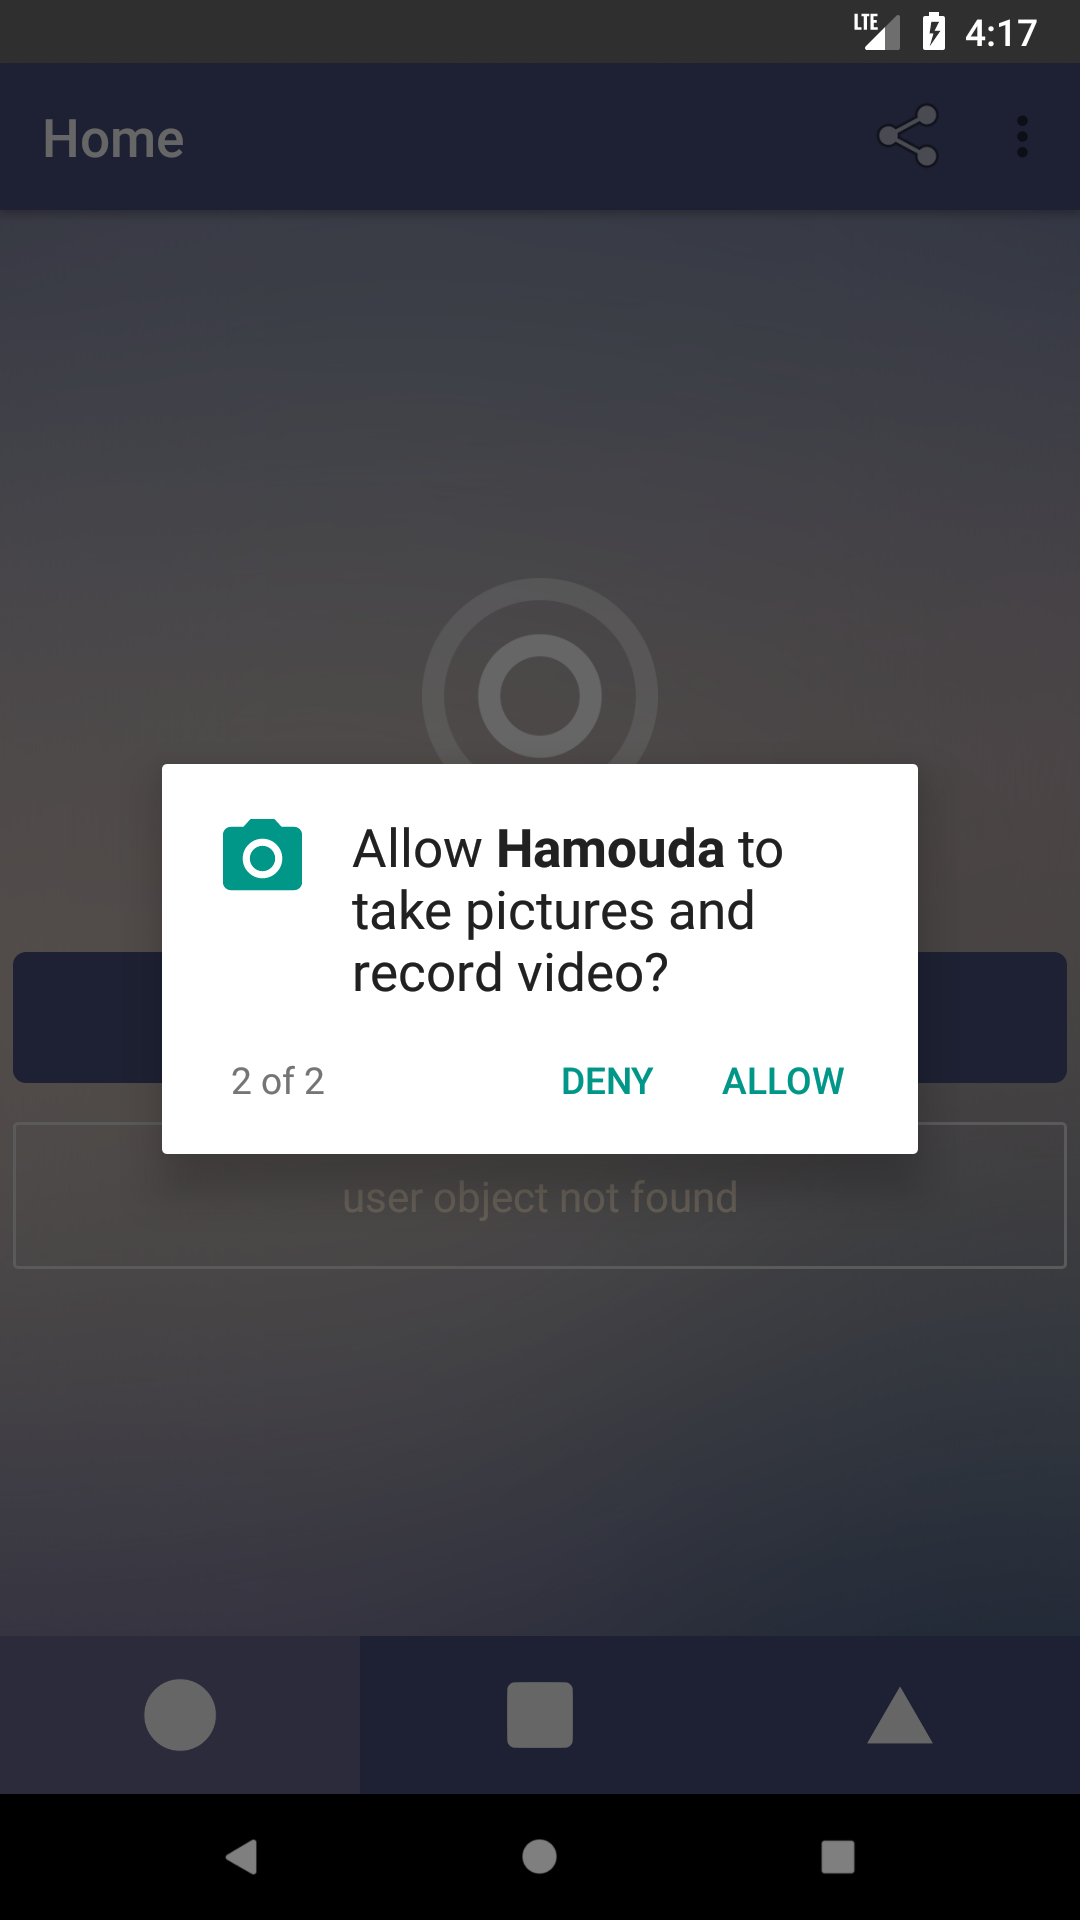 LTE 4:17
Home
Allow Hamouda to
take pictures and
record video?
2 of 2 DENY ALLOW
user object not found